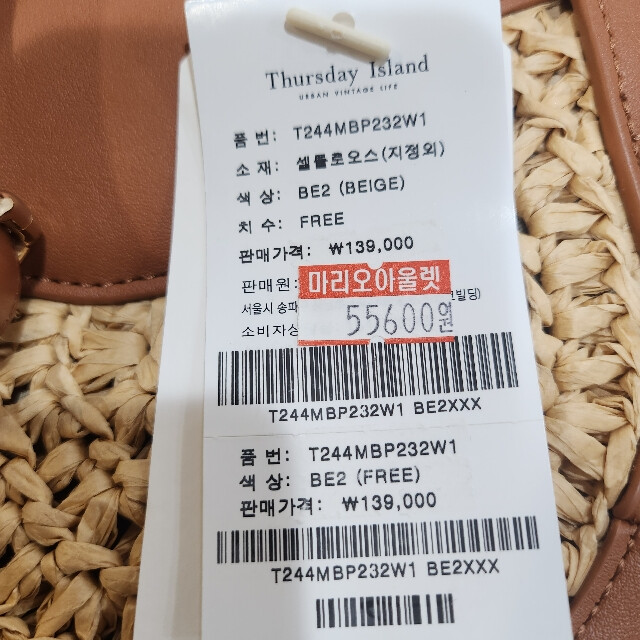 Thursday Island
URBAN VINTAGE LIFE
품 번: T244MBP232W1
소 재: 셀룰로오스(지정외)
색 상: BE2 (BEIGE)
치 수: FREE
판매가격: ₩139,000
판매원:
마리오아울렛
서울시 송파 빌딩)
소비자상
55600원
T244MBP232W1 BE2XXX
품 번: T244MBP232W1
색 상: BE2 (FREE)
판매가격: ₩139,000
T244MBP232W1 BE2XXX